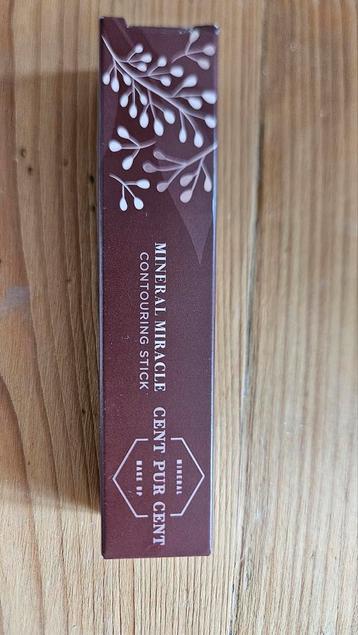 MINERAL MIRACLE
CONTOURING STICK
MINERAL
CENT PUR CENT
MAKE UP